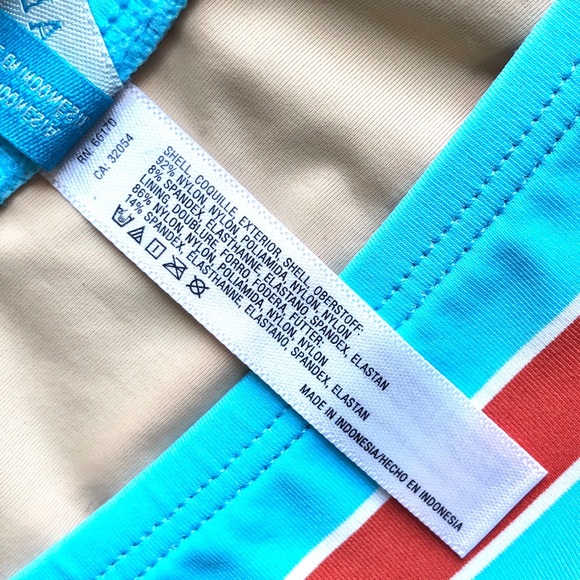 RN: 66170
CA: 32054
SHELL, COQUILLE, EXTERIOR, SHELL, OBERSTOFF:
92% NYLON, NYLON, POLIAMIDA, NYLON, NYLON
8% SPANDEX, ELASTHANNE, ELASTANO, SPANDEX, ELASTAN
LINING, DOUBLURE, FORRO, FÓDERA, FUTTER:
86% NYLON, NYLON, POLIAMIDA, NYLON, NYLON
14% SPANDEX, ELASTHANNE, ELASTANO, SPANDEX, ELASTAN
MADE IN INDONESIA/HECHO EN INDONESIA